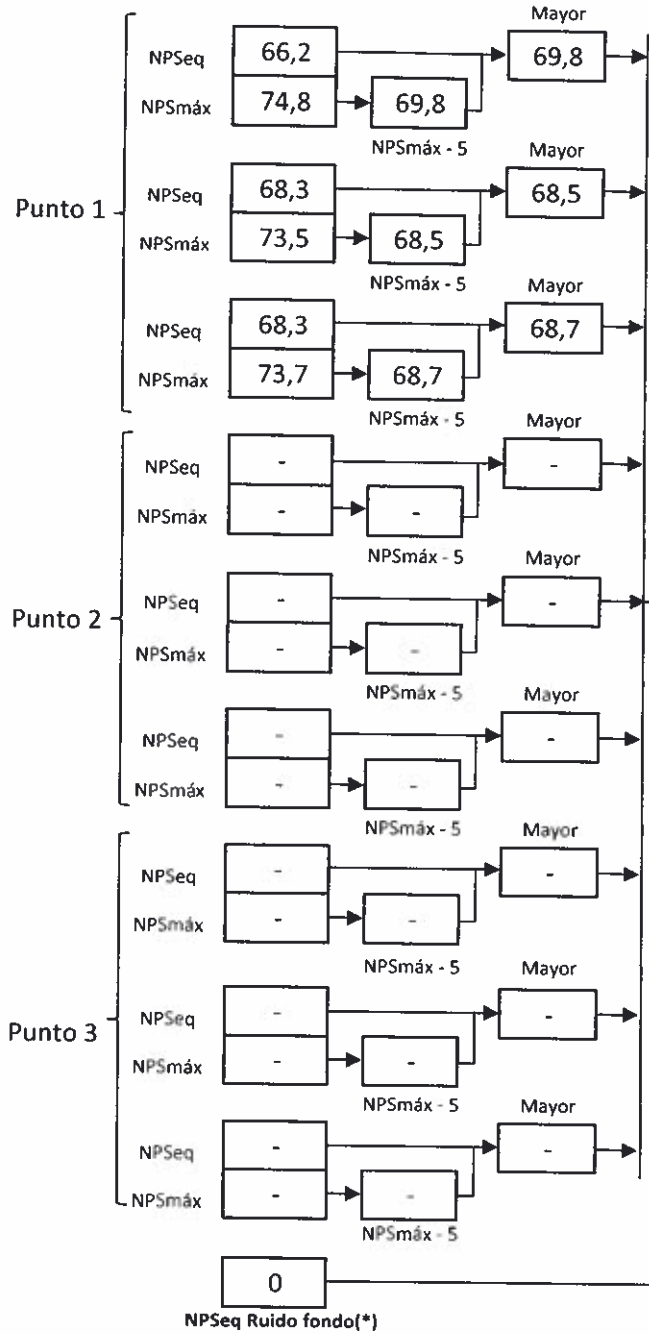 Mayor
NPSeq 66,2 69,8
NPSmáx 74,8 69,8
NPSmáx - 5
Mayor
Punto 1 NPSeq 68,3 68,5
NPSmáx 73,5 68,5
NPSmáx - 5
Mayor
NPSeq 68,3 68,7
NPSmáx 73,7 68,7
NPSmáx - 5
Mayor
NPSeq - -
NPSmáx - -
NPSmáx - 5
Mayor
Punto 2 NPSeq - -
NPSmáx - -
NPSmáx - 5
Mayor
NPSeq - -
NPSmáx - -
NPSmáx - 5
Mayor
NPSeq - -
NPSmáx - -
NPSmáx - 5
Mayor
Punto 3 NPSeq - -
NPSmáx - -
NPSmáx - 5
Mayor
NPSeq - -
NPSmáx - -
NPSmáx - 5
0
NPSeq Ruido fondo(*)